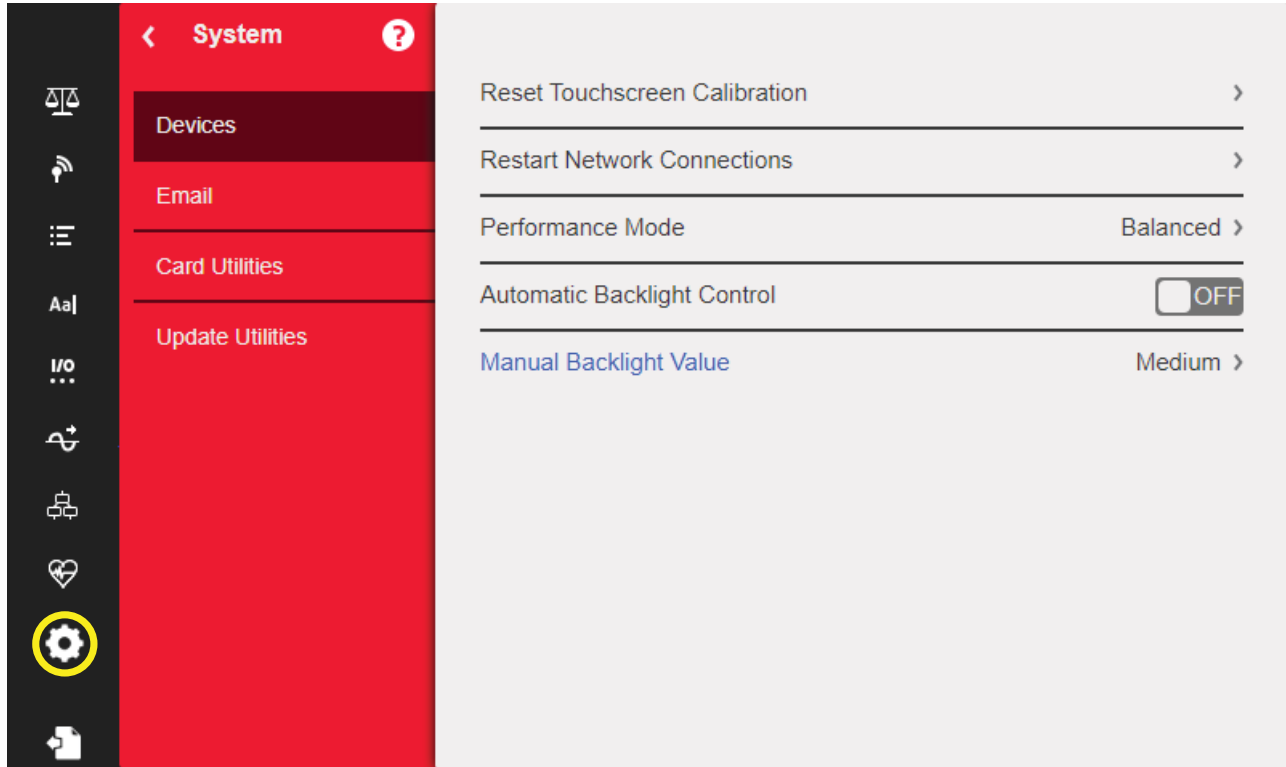 System
?
Devices
Email
Card Utilities
Update Utilities
Aa
I/O
Reset Touchscreen Calibration
Restart Network Connections
Performance Mode Balanced
Automatic Backlight Control OFF
Manual Backlight Value Medium